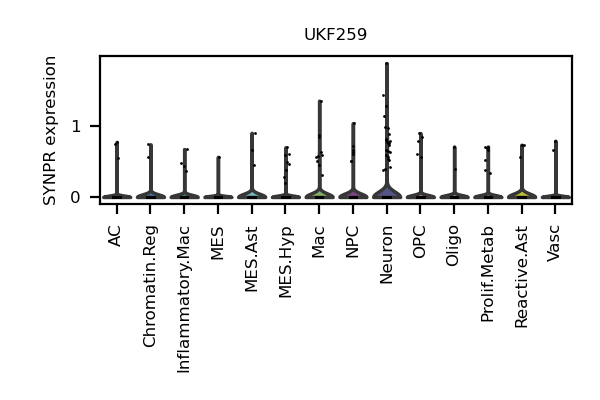 UKF259
SYNPR expression
1
0
AC
Chromatin.Reg
Inflammatory.Mac
MES
MES.Ast
MES.Hyp
Mac
NPC
Neuron
OPC
Oligo
Prolif.Metab
Reactive.Ast
Vasc